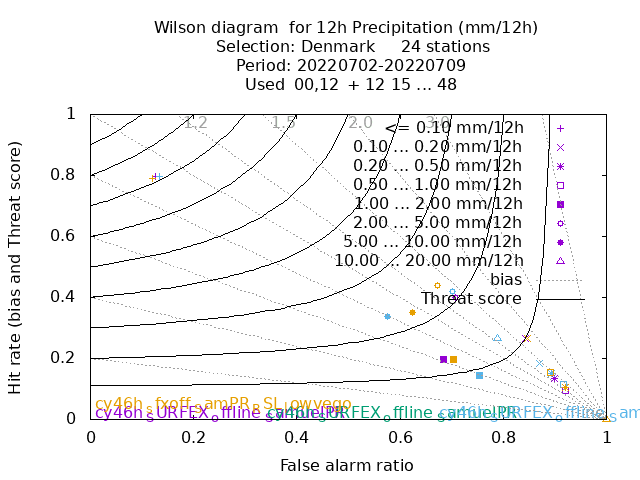 Wilson diagram for 12h Precipitation (mm/12h)
Selection: Denmark 24 stations
Period: 20220702-20220709
Used 00,12 + 12 15 ... 48
Hit rate (bias and Threat score)
1
0.8
0.6
0.4
0.2
0
1.2 1.5 2.0 3.0
<= 0.10 mm/12h
0.10 ... 0.20 mm/12h
0.20 ... 0.50 mm/12h
0.50 ... 1.00 mm/12h
1.00 ... 2.00 mm/12h
2.00 ... 5.00 mm/12h
5.00 ... 10.00 mm/12h
10.00 ... 20.00 mm/12h
bias
Threat score
0 0.2 0.4 0.6 0.8 1
False alarm ratio